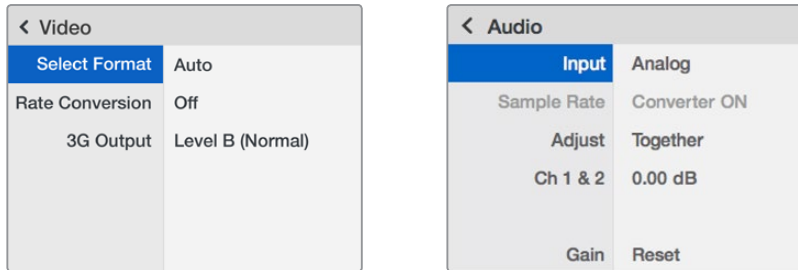 < Video
Select Format Auto
Rate Conversion Off
3G Output Level B (Normal)
< Audio
Input Analog
Sample Rate Converter ON
Adjust Together
Ch 1 & 2 0.00 dB
Gain Reset